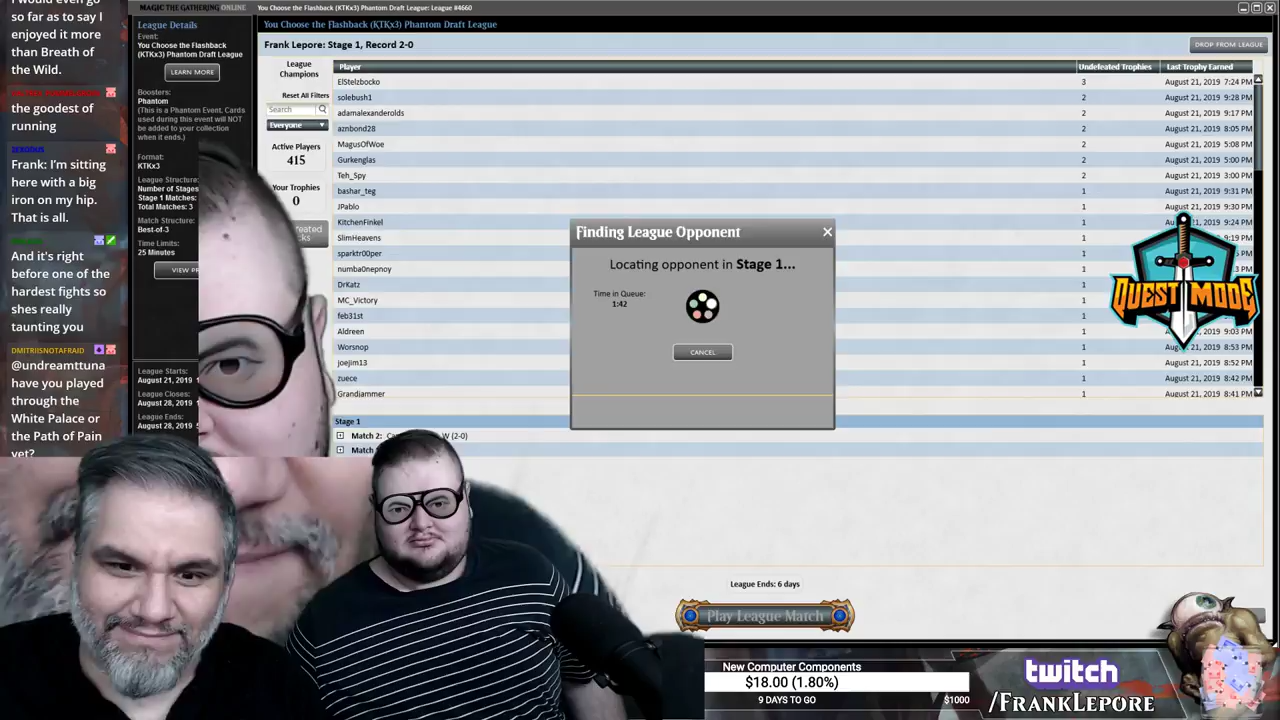 I would even go
so far as to say I
enjoyed it more
than Breath of
the Wild.
the goodest of
running
Frank: I'm sitting
here with a big
iron on my hip.
That is all.
And it's right
before one of the
hardest fights so
shes really
taunting you
DMITRIISNOTAFRAID
@undreamttuna
have you played
through the
White Palace or
the Path of Pain
yet?
MAGIC THE GATHERING ONLINE
You Choose the Flashback (KTKx3) Phantom Draft League: League #4660
League Details
Event:
You Choose the Flashback
(KTKx3) Phantom Draft League
LEARN MORE
Boosters:
Phantom
(This is a Phantom Event. Cards
used during this event will NOT
be added to your collection
when it ends.)
Format:
KTKx3
League Structure:
Number of Stages
Stage 1 Matches:
Total Matches: 3
Match Structure:
Best-of-3
Time Limits:
25 Minutes
VIEW PR
League Starts:
August 21, 2019
League Closes:
August 28, 2019
League Ends:
August 28, 2019
You Choose the Flashback (KTKx3) Phantom Draft League
Frank Lepore: Stage 1, Record 2-0
DROP FROM LEAGUE
League
Champions
Reset All Filters
Search
Everyone
Active Players
415
Your Trophies
0
Player Undefeated Trophies Last Trophy Earned
ElStelzbocko 3 August 21, 2019 7:24 PM
solebush1 2 August 21, 2019 9:28 PM
adamalexanderolds 2 August 21, 2019 9:17 PM
aznbond28 2 August 21, 2019 8:05 PM
MagusOfWoe 2 August 21, 2019 5:08 PM
Gurkenglas 2 August 21, 2019 5:00 PM
Teh_Spy 2 August 21, 2019 3:00 PM
bashar_teg 1 August 21, 2019 9:31 PM
JPablo 1 August 21, 2019 9:30 PM
KitchenFinkel 1 August 21, 2019 9:24 PM
SlimHeavens 1 August 21, 2019 9:19 PM
sparktr00per 1
numba0nepnoy 1
DrKatz 1
MC_Victory 1
feb31st 1
Aldreen 1 August 21, 2019 9:03 PM
Worsnop 1 August 21, 2019 8:53 PM
joejim13 1 August 21, 2019 8:52 PM
zuece 1 August 21, 2019 8:42 PM
Grandjammer 1 August 21, 2019 8:41 PM
Finding League Opponent
Locating opponent in Stage 1...
Time in Queue:
1:42
CANCEL
QUEST MODE
Stage 1
Match 2: W (2-0)
Match
League Ends: 6 days
Play League Match
New Computer Components
$18.00 (1.80%)
9 DAYS TO GO $1000
twitch
/FRANKLEPORE